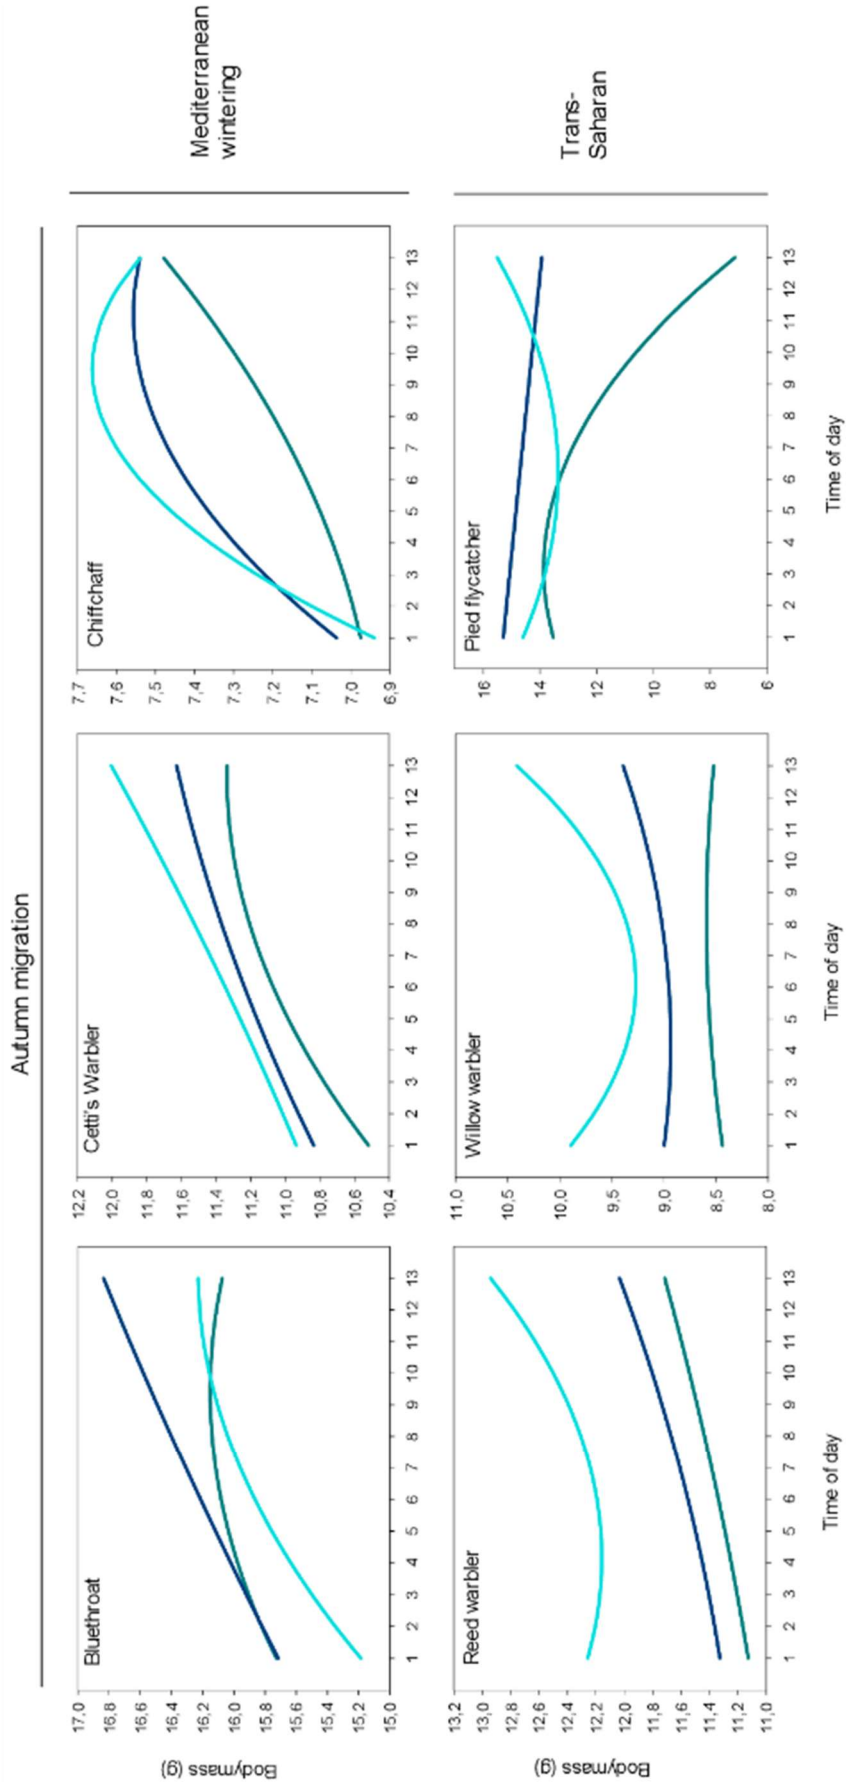 Autumn migration
Bluethroat
Cetti's Warbler
Chiffchaff
Mediterranean
wintering
Bodymass (g)
17,0
16,8
16,6
16,4
16,2
16,0
15,8
15,6
15,4
15,2
15,0
1 2 3 4 5 6 7 8 9 10 11 12 13
12,2
12,0
11,8
11,6
11,4
11,2
11,0
10,8
10,6
10,4
1 2 3 4 5 6 7 8 9 10 11 12 13
7,7
7,6
7,5
7,4
7,3
7,2
7,1
7,0
6,9
1 2 3 4 5 6 7 8 9 10 11 12 13
Reed warbler
Willow warbler
Pied flycatcher
Trans-
Saharan
Bodymass (g)
13,2
13,0
12,8
12,6
12,4
12,2
12,0
11,8
11,6
11,4
11,2
11,0
1 2 3 4 5 6 7 8 9 10 11 12 13
Time of day
11,0
10,5
10,0
9,5
9,0
8,5
8,0
1 2 3 4 5 6 7 8 9 10 11 12 13
Time of day
16
14
12
10
8
6
1 2 3 4 5 6 7 8 9 10 11 12 13
Time of day